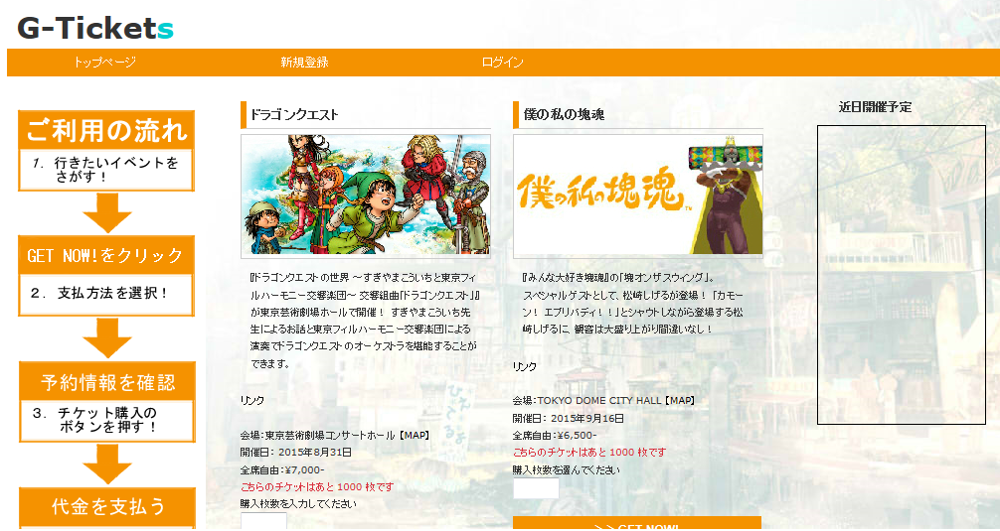 G-Tickets
トップページ
新規登録
ログイン
ご利用の流れ
1. 行きたいイベントを
さがす！
GET NOW!をクリック
2. 支払方法を選択！
予約情報を確認
3. チケット購入の
ボタンを押す！
代金を支払う
ドラゴンクエスト
『ドラゴンクエストの世界 ～すぎやまこういちと東京フィ
ルハーモニー交響楽団～ 交響組曲「ドラゴンクエスト」』
が東京芸術劇場ホールで開催！ すぎやまこういち先
生によるお話と東京フィルハーモニー交響楽団による
演奏でドラゴンクエストのオーケストラを堪能することが
できます。
リンク
会場：東京芸術劇場コンサートホール 【MAP】
開催日： 2015年8月31日
全席自由：¥7,000-
こちらのチケットはあと 1000 枚です
購入枚数を入力してください
僕の私の塊魂
僕の私の塊魂™
『みんな大好き塊魂』の「塊オンザスウィング」。
スペシャルゲストとして、松崎しげるが登場！ 「カモー
ン！ エブリバディ！！」とシャウトしながら登場する松
崎しげるに、観客は大盛り上がり間違いなし！
リンク
会場：TOKYO DOME CITY HALL 【MAP】
開催日： 2015年9月16日
全席自由：¥6,500-
こちらのチケットはあと 1000 枚です
購入枚数を選んでください
＞＞GET NOW!
近日開催予定